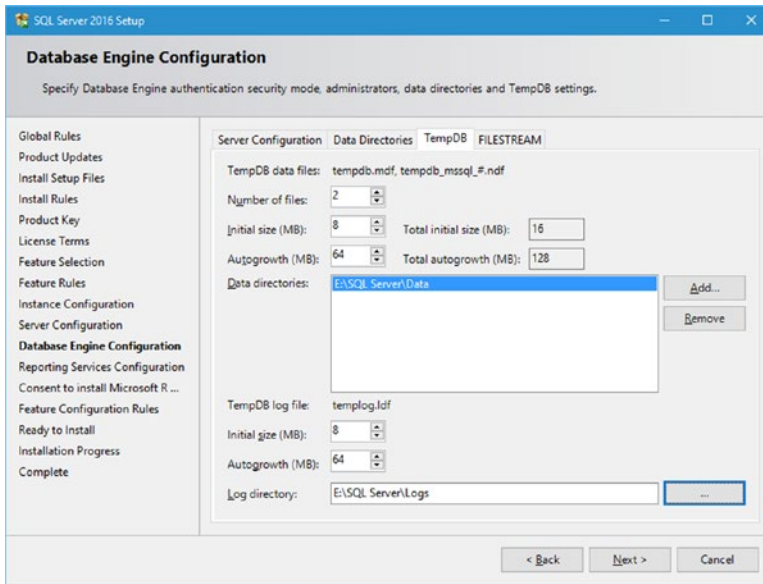 SQL Server 2016 Setup
Database Engine Configuration
Specify Database Engine authentication security mode, administrators, data directories and TempDB settings.
Global Rules
Product Updates
Install Setup Files
Install Rules
Product Key
License Terms
Feature Selection
Feature Rules
Instance Configuration
Server Configuration
Database Engine Configuration
Reporting Services Configuration
Consent to install Microsoft R ...
Feature Configuration Rules
Ready to Install
Installation Progress
Complete
Server Configuration Data Directories TempDB FILESTREAM
TempDB data files: tempdb.mdf, tempdb_mssql_#.ndf
Number of files: 2
Initial size (MB): 8 Total initial size (MB): 16
Autogrowth (MB): 64 Total autogrowth (MB): 128
Data directories: E:\SQL Server\Data Add...
Remove
TempDB log file: templog.ldf
Initial size (MB): 8
Autogrowth (MB): 64
Log directory: E:\SQL Server\Logs ...
< Back Next > Cancel